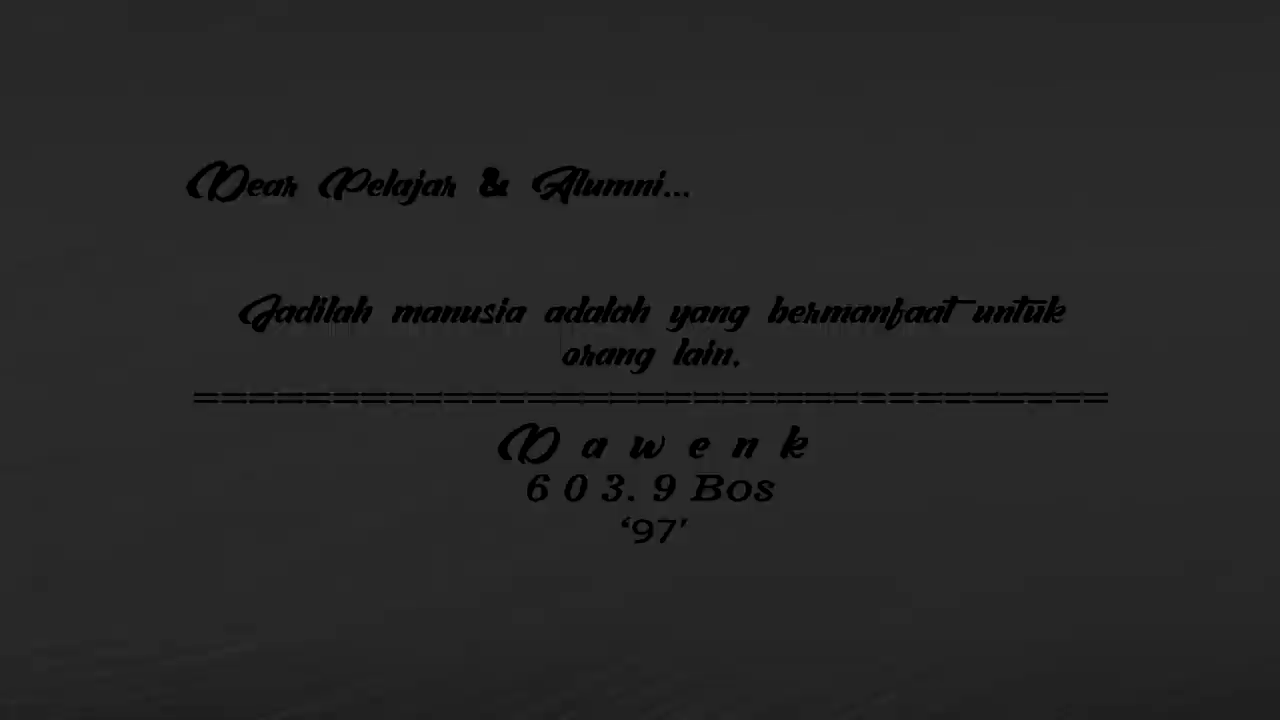 Dear Pelajar & Alumni...
Jadilah manusia adalah yang bermanfaat untuk
orang lain.
=================================
D a w e n k
6 0 3. 9 Bos
‘97’